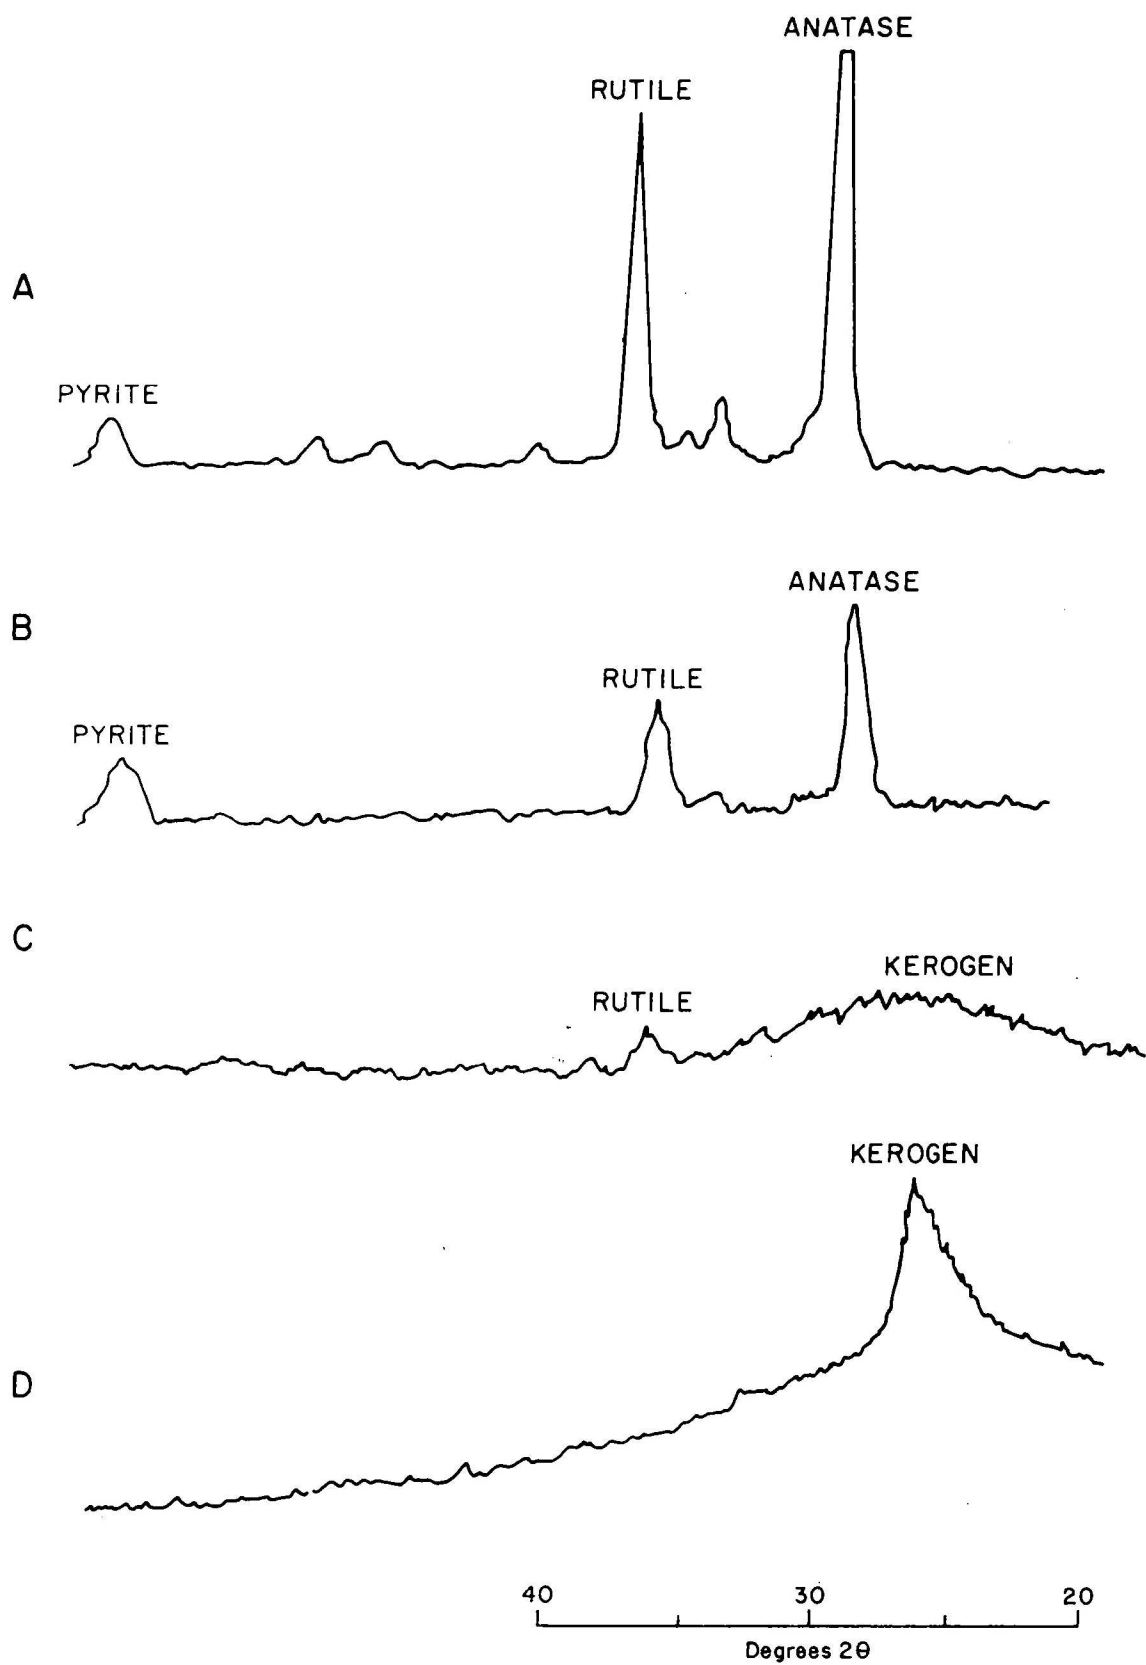 ANATASE
RUTILE
A
PYRITE
ANATASE
B
RUTILE
PYRITE
C
KEROGEN
RUTILE
KEROGEN
D
40 30 20
Degrees 2θ